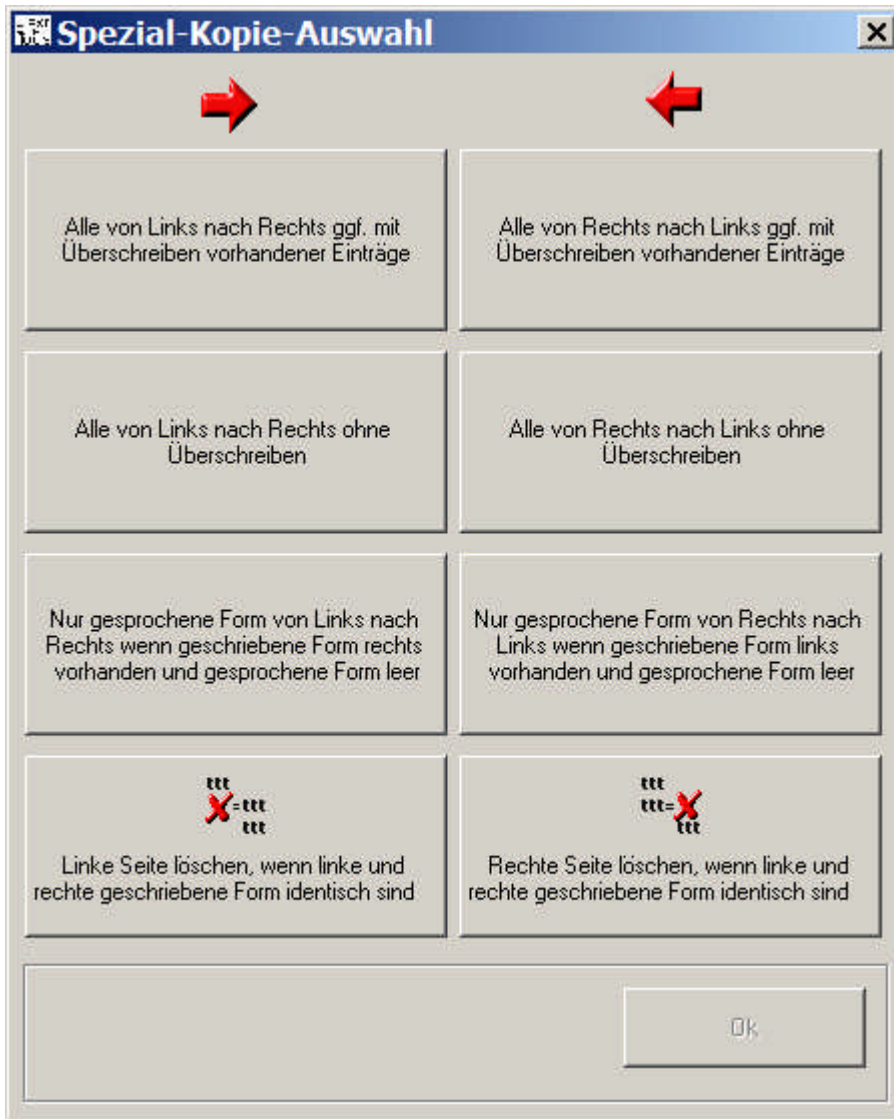 Spezial-Kopie-Auswahl
Alle von Links nach Rechts ggf. mit
Überschreiben vorhandener Einträge
Alle von Rechts nach Links ggf. mit
Überschreiben vorhandener Einträge
Alle von Links nach Rechts ohne
Überschreiben
Alle von Rechts nach Links ohne
Überschreiben
Nur gesprochene Form von Links nach
Rechts wenn geschriebene Form rechts
vorhanden und gesprochene Form leer
Nur gesprochene Form von Rechts nach
Links wenn geschriebene Form links
vorhanden und gesprochene Form leer
ttt
=ttt
ttt
Linke Seite löschen, wenn linke und
rechte geschriebene Form identisch sind
ttt
ttt=
ttt
Rechte Seite löschen, wenn linke und
rechte geschriebene Form identisch sind
Ok